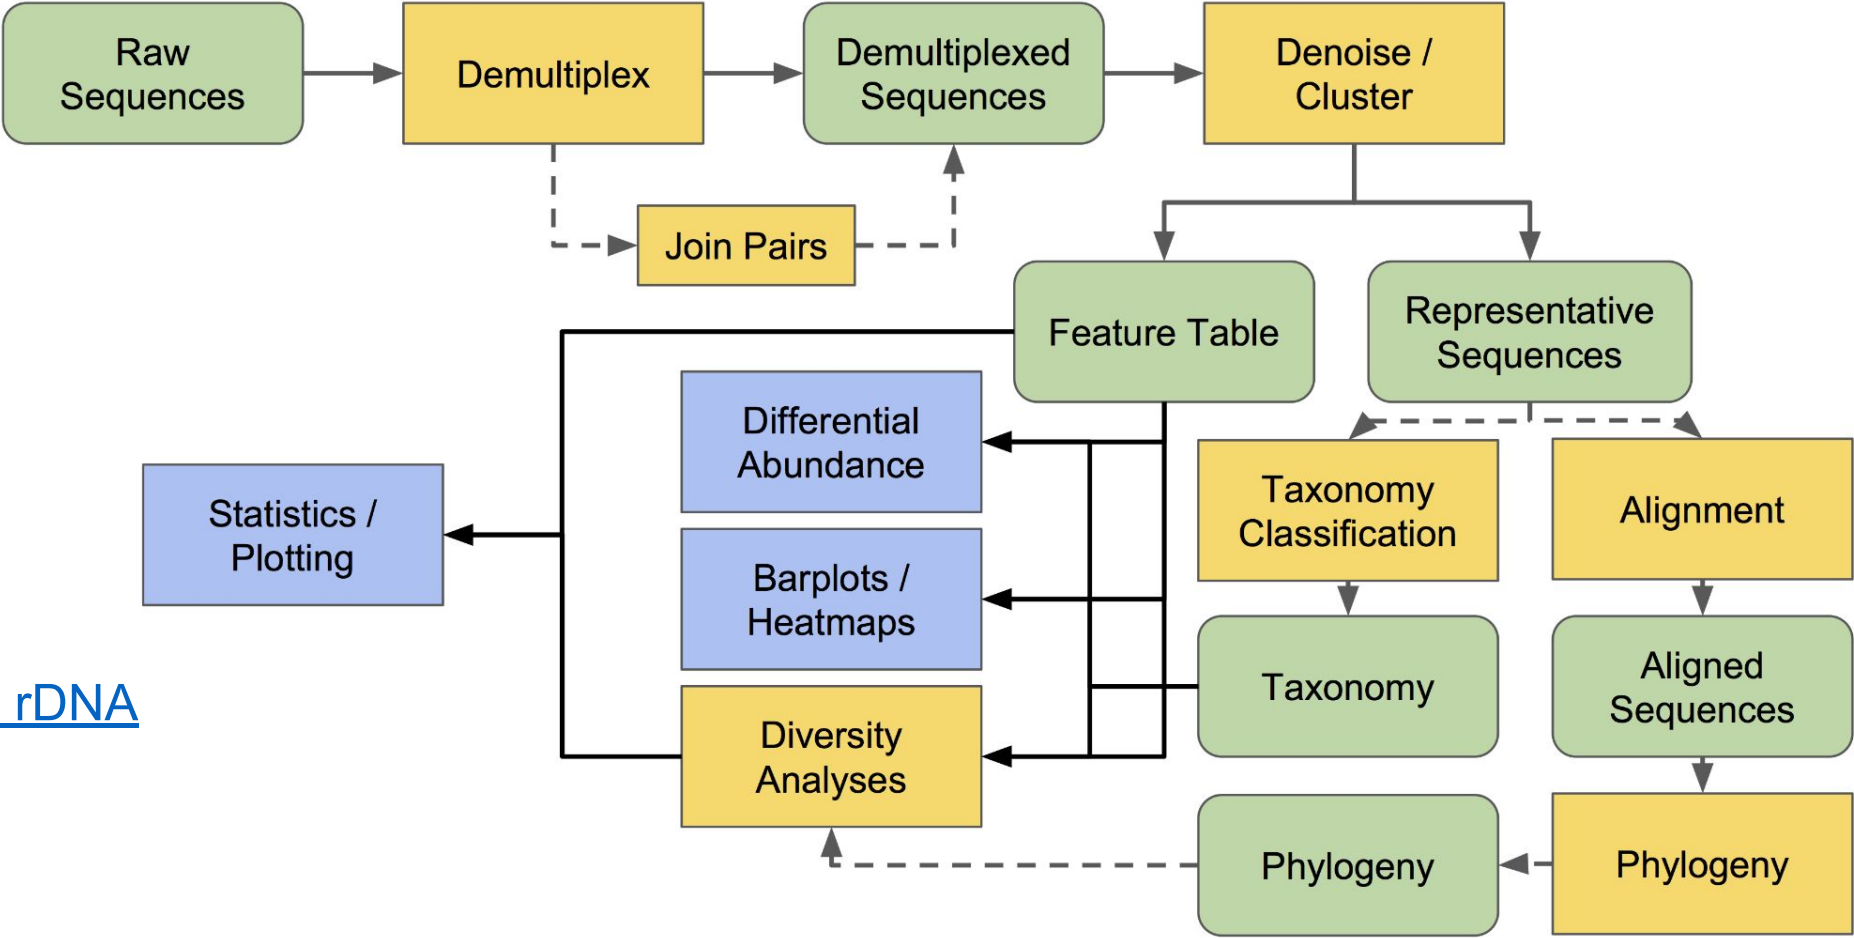 Raw
Sequences
Demultiplex
Demultiplexed
Sequences
Denoise /
Cluster
Join Pairs
Feature Table
Representative
Sequences
Differential
Abundance
Taxonomy
Classification
Alignment
Statistics /
Plotting
Barplots /
Heatmaps
Taxonomy
Aligned
Sequences
rDNA
Diversity
Analyses
Phylogeny
Phylogeny